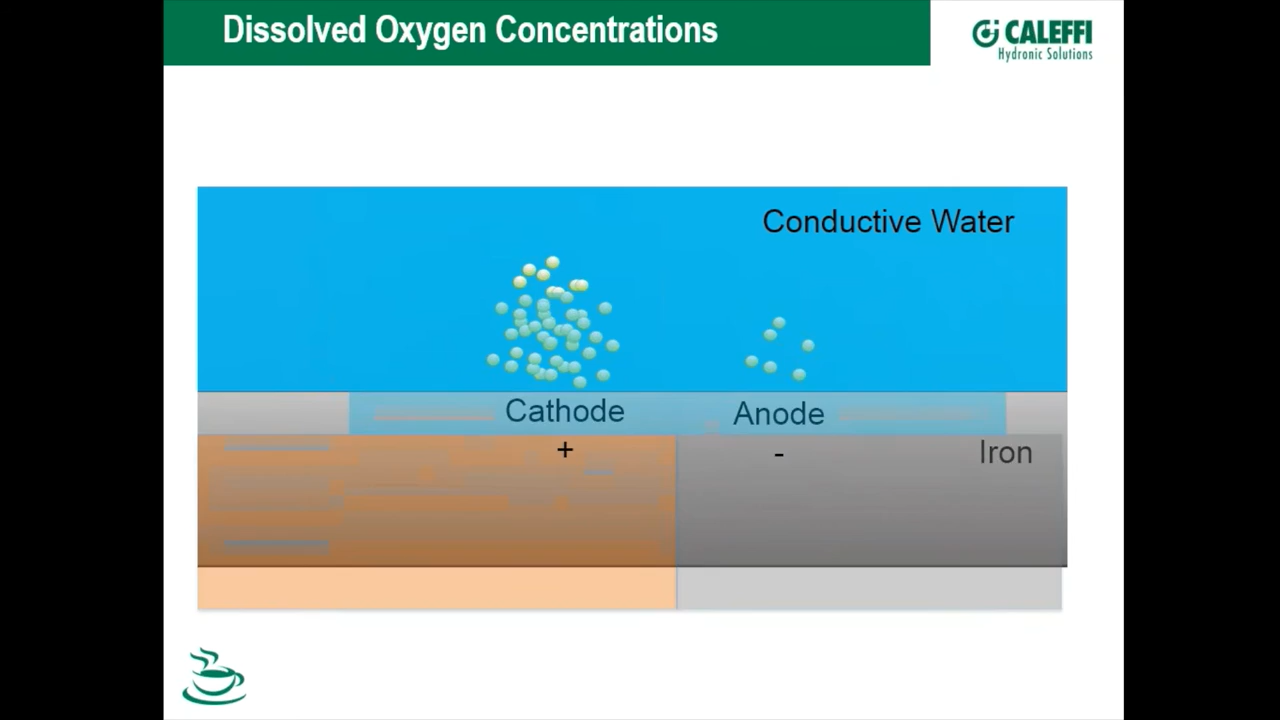 Dissolved Oxygen Concentrations
CALEFFI
Hydronic Solutions
Conductive Water
Cathode
Anode
+
-
Iron